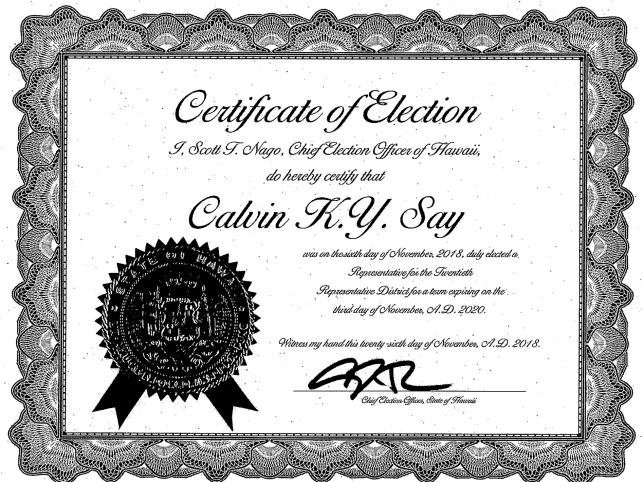 Certificate of Election
I, Scott T. Nago, Chief Election Officer of Hawaii,
do hereby certify that
Calvin K.Y. Say
was on the sixth day of November, 2018, duly elected a
Representative for the Twentieth
Representative District for a term expiring on the
third day of November, A.D. 2020.
Witness my hand this twenty-sixth day of November, A.D. 2018.
Chief Election Officer, State of Hawaii
STATE OF HAWAII